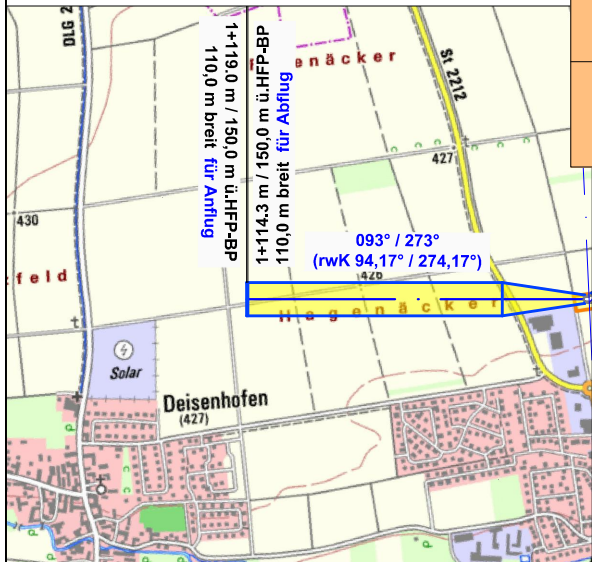 DLG 2
1+119.0 m / 150,0 m ü.HFP-BP
110,0 m breit für Anflug
1+114.3 m / 150,0 m ü.HFP-BP
110,0 m breit für Abflug
enäcker
St 2212
427
430
093° / 273°
(rwK 94,17° / 274,17°)
426
feld
Hagenäcker
Solar
Deisenhofen
(427)